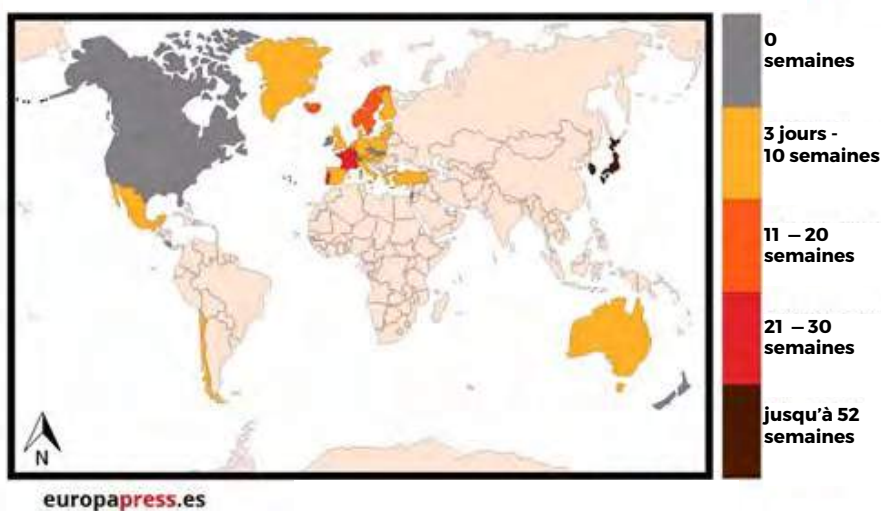 0
semaines
3 jours -
10 semaines
11 – 20
semaines
21 – 30
semaines
jusqu'à 52
semaines
N
europapress.es